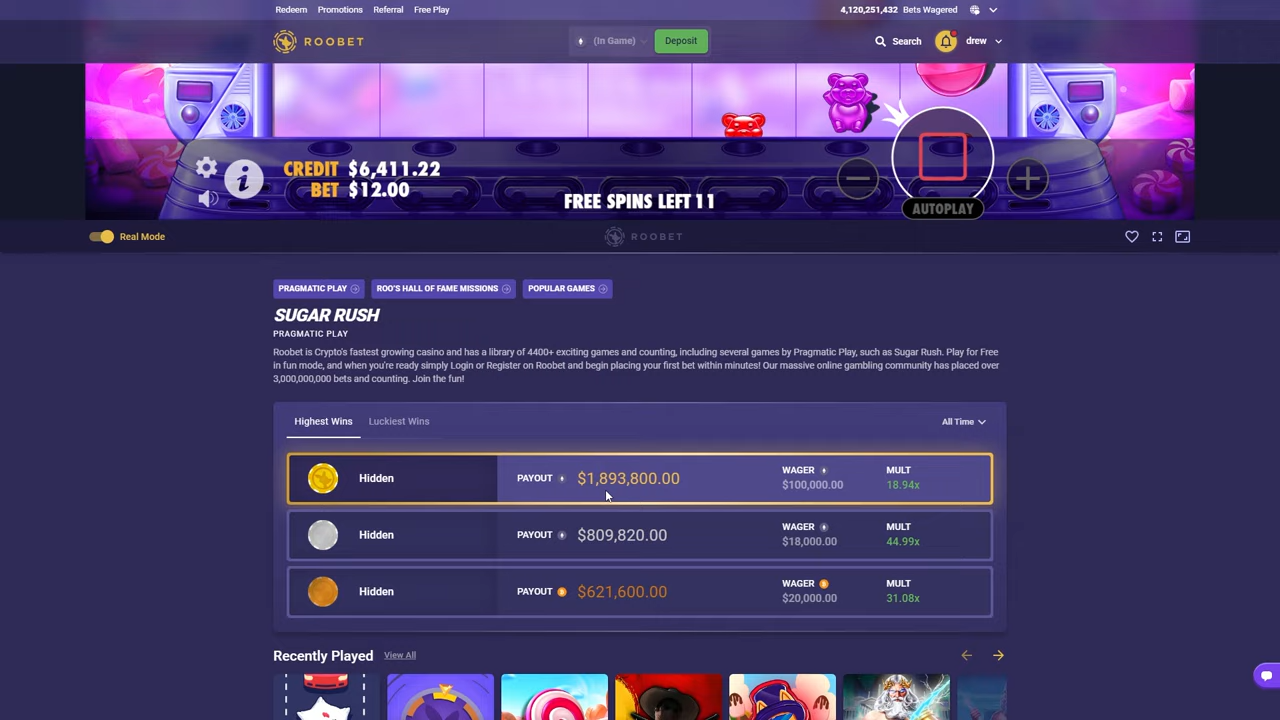 Redeem Promotions Referral Free Play 4,120,251,432 Bets Wagered
ROOBET (In Game) Deposit Search drew
CREDIT $6,411.22
BET $12.00
FREE SPINS LEFT 11
AUTOPLAY
Real Mode ROOBET
PRAGMATIC PLAY ROO'S HALL OF FAME MISSIONS POPULAR GAMES
SUGAR RUSH
PRAGMATIC PLAY
Roobet is Crypto's fastest growing casino and has a library of 4400+ exciting games and counting, including several games by Pragmatic Play, such as Sugar Rush. Play for Free
in fun mode, and when you're ready simply Login or Register on Roobet and begin placing your first bet within minutes! Our massive online gambling community has placed over
3,000,000,000 bets and counting. Join the fun!
Highest Wins Luckiest Wins All Time
Hidden PAYOUT $1,893,800.00 WAGER $100,000.00 MULT 18.94x
Hidden PAYOUT $809,820.00 WAGER $18,000.00 MULT 44.99x
Hidden PAYOUT $621,600.00 WAGER $20,000.00 MULT 31.08x
Recently Played View All